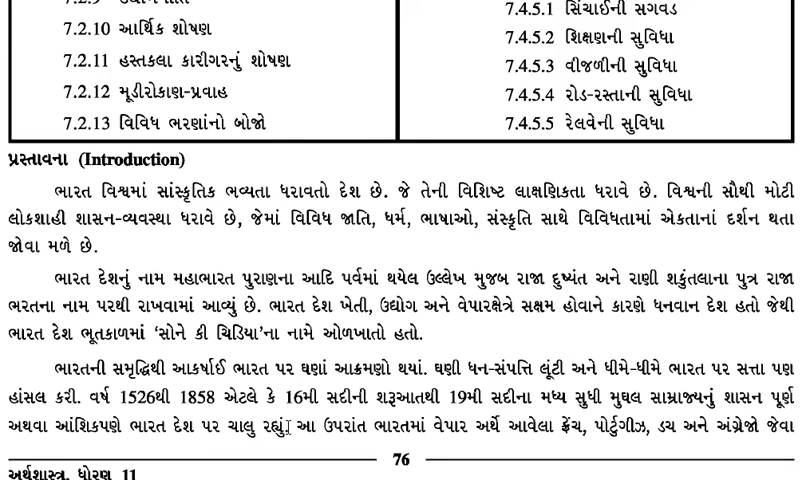 7.2.10 આર્થિક શોષણ
7.2.11 હસ્તકલા કારીગરનું શોષણ
7.2.12 મૂડીરોકાણ-પ્રવાહ
7.2.13 વિવિધ ભરણાંનો બોજો
7.4.5.1 સિંચાઈની સગવડ
7.4.5.2 શિક્ષણની સુવિધા
7.4.5.3 વીજળીની સુવિધા
7.4.5.4 રોડ-રસ્તાની સુવિધા
7.4.5.5 રેલવેની સુવિધા
પ્રસ્તાવના (Introduction)
ભારત વિશ્વમાં સાંસ્કૃતિક ભવ્યતા ધરાવતો દેશ છે. જે તેની વિશિષ્ટ લાક્ષણિકતા ધરાવે છે. વિશ્વની સૌથી મોટી
લોકશાહી શાસન-વ્યવસ્થા ધરાવે છે, જેમાં વિવિધ જાતિ, ધર્મ, ભાષાઓ, સંસ્કૃતિ સાથે વિવિધતામાં એકતાનાં દર્શન થતા
જોવા મળે છે.
ભારત દેશનું નામ મહાભારત પુરાણના આદિ પર્વમાં થયેલ ઉલ્લેખ મુજબ રાજા દુષ્યંત અને રાણી શકુંતલાના પુત્ર રાજા
ભરતના નામ પરથી રાખવામાં આવ્યું છે. ભારત દેશ ખેતી, ઉદ્યોગ અને વેપારક્ષેત્રે સક્ષમ હોવાને કારણે ધનવાન દેશ હતો જેથી
ભારત દેશ ભૂતકાળમાં ‘સોને કી ચિડિયા’ના નામે ઓળખાતો હતો.
ભારતની સમૃદ્ધિથી આકર્ષાઈ ભારત પર ઘણાં આક્રમણો થયાં. ઘણી ધન-સંપત્તિ લૂંટી અને ધીમે-ધીમે ભારત પર સત્તા પણ
હાંસલ કરી. વર્ષ 1526થી 1858 એટલે કે 16મી સદીની શરૂઆતથી 19મી સદીના મધ્ય સુધી મુઘલ સામ્રાજ્યનું શાસન પૂર્ણ
અથવા આંશિકપણે ભારત દેશ પર ચાલુ રહ્યું. આ ઉપરાંત ભારતમાં વેપાર અર્થે આવેલા ફ્રેંચ, પોર્ટુગીઝ, ડચ અને અંગ્રેજો જેવા
76
અર્થશાસ્ત્ર, ધોરણ 11